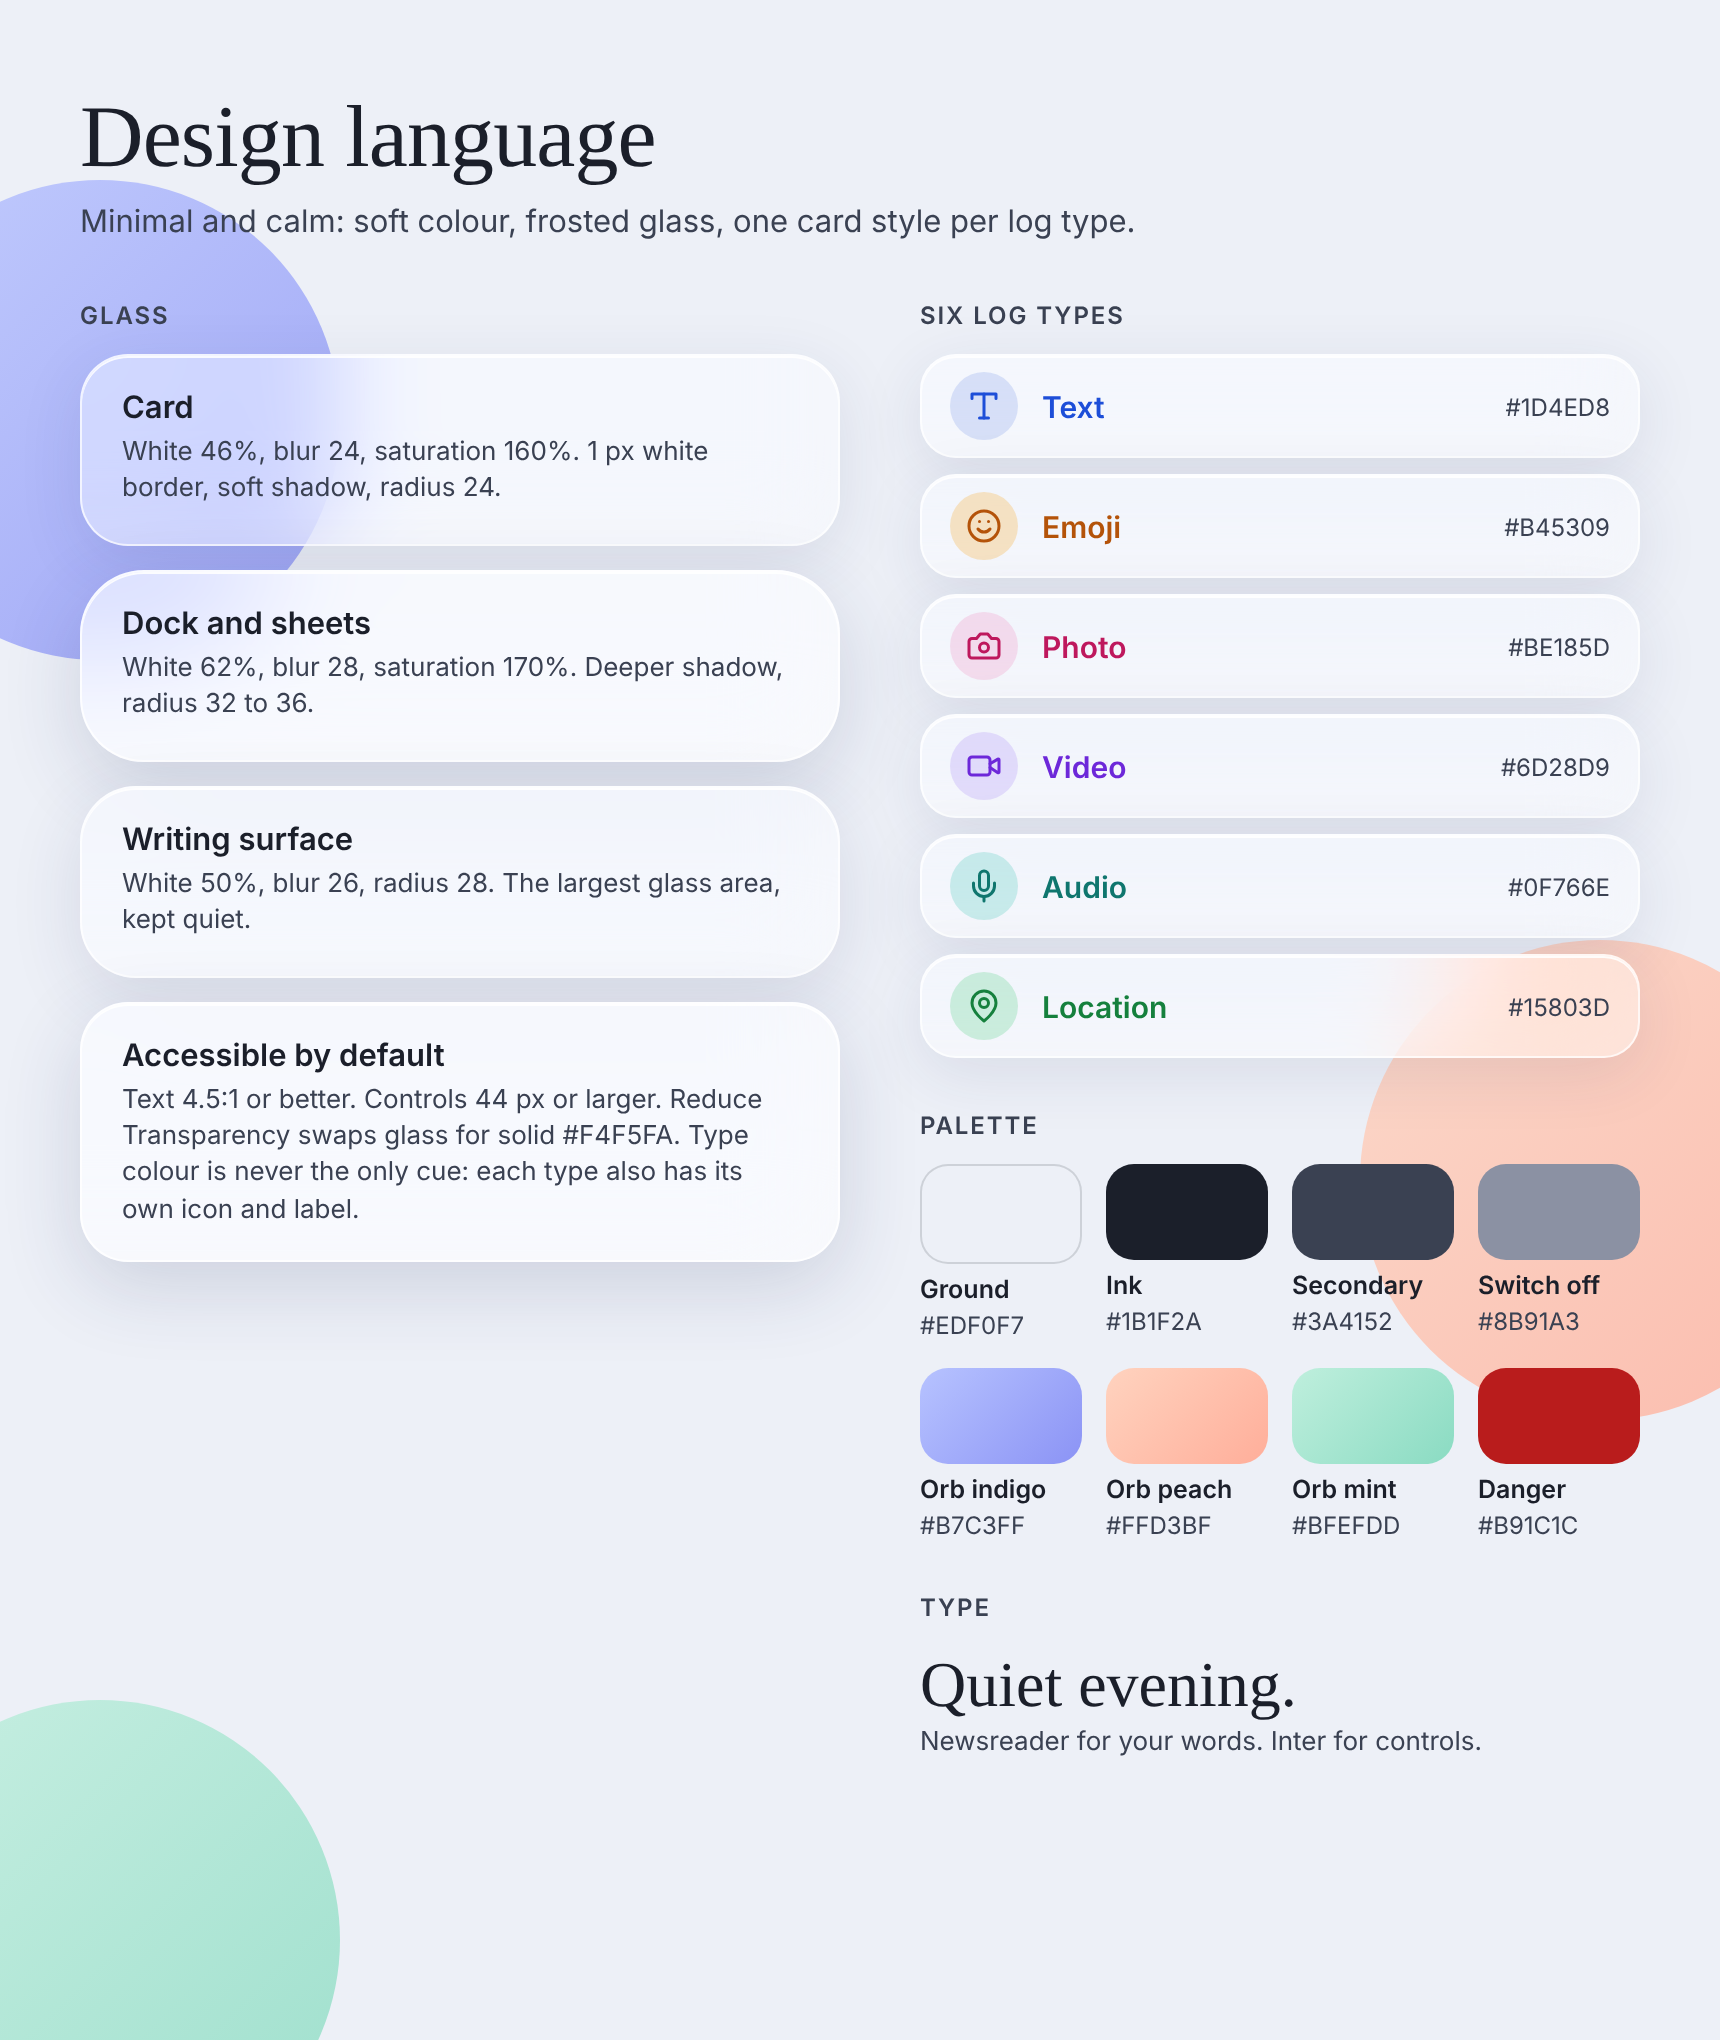 Design language
Minimal and calm: soft colour, frosted glass, one card style per log type.
GLASS
Card
White 46%, blur 24, saturation 160%. 1 px white
border, soft shadow, radius 24.
Dock and sheets
White 62%, blur 28, saturation 170%. Deeper shadow,
radius 32 to 36.
Writing surface
White 50%, blur 26, radius 28. The largest glass area,
kept quiet.
Accessible by default
Text 4.5:1 or better. Controls 44 px or larger. Reduce
Transparency swaps glass for solid #F4F5FA. Type
colour is never the only cue: each type also has its
own icon and label.
SIX LOG TYPES
Text #1D4ED8
Emoji #B45309
Photo #BE185D
Video #6D28D9
Audio #0F766E
Location #15803D
PALETTE
Ground Ink Secondary Switch off
#EDF0F7 #1B1F2A #3A4152 #8B91A3
Orb indigo Orb peach Orb mint Danger
#B7C3FF #FFD3BF #BFEFDD #B91C1C
TYPE
Quiet evening.
Newsreader for your words. Inter for controls.